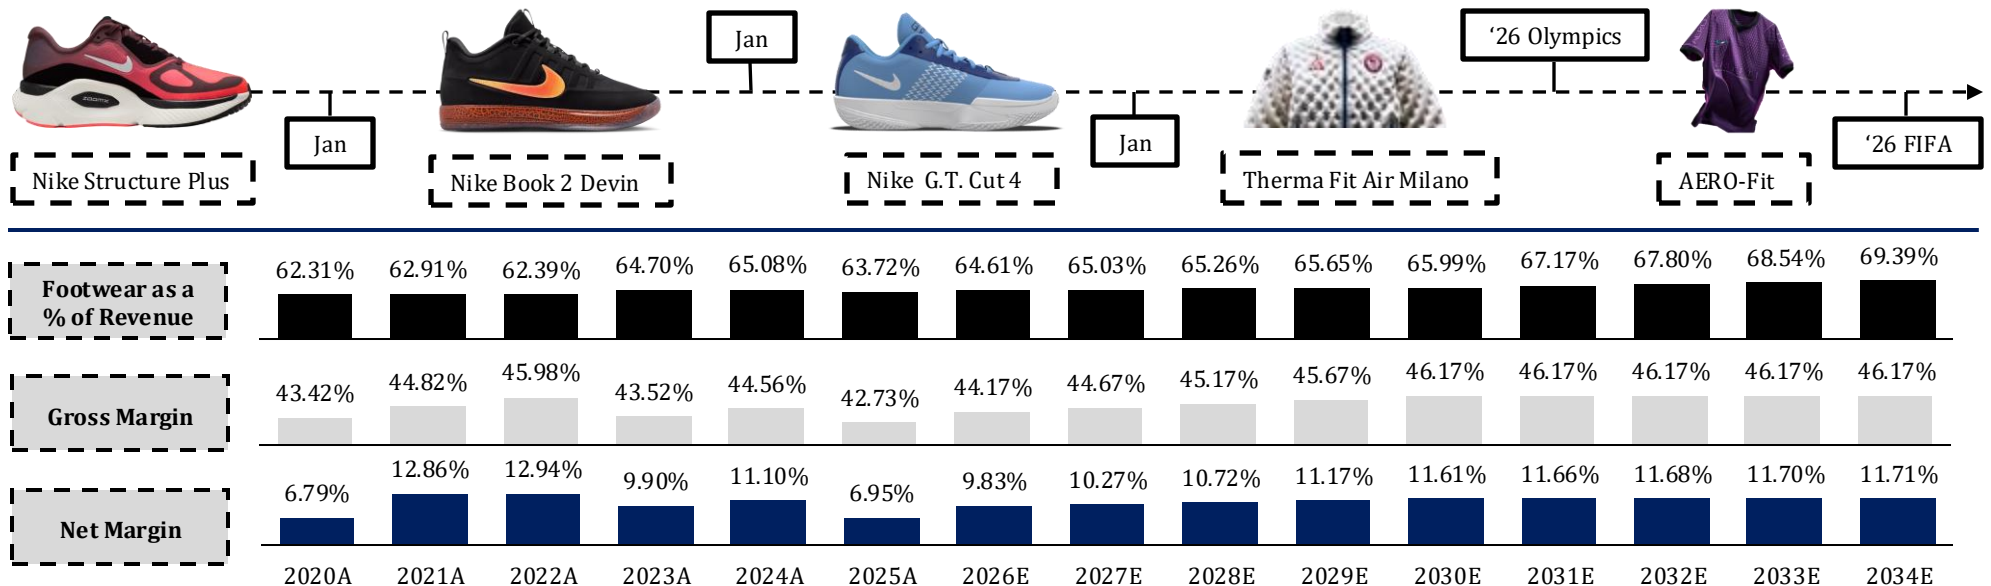 Jan
‘26 Olympics
Jan
Jan
‘26 FIFA
ZOOMX
Nike Structure Plus
Nike Book 2 Devin
Nike G.T. Cut 4
Therma Fit Air Milano
AERO-Fit
Footwear as a
% of Revenue
62.31% 62.91% 62.39% 64.70% 65.08% 63.72% 64.61% 65.03% 65.26% 65.65% 65.99% 67.17% 67.80% 68.54% 69.39%
Gross Margin
43.42% 44.82% 45.98% 43.52% 44.56% 42.73% 44.17% 44.67% 45.17% 45.67% 46.17% 46.17% 46.17% 46.17% 46.17%
Net Margin
6.79% 12.86% 12.94% 9.90% 11.10% 6.95% 9.83% 10.27% 10.72% 11.17% 11.61% 11.66% 11.68% 11.70% 11.71%
2020A 2021A 2022A 2023A 2024A 2025A 2026E 2027E 2028E 2029E 2030E 2031E 2032E 2033E 2034E